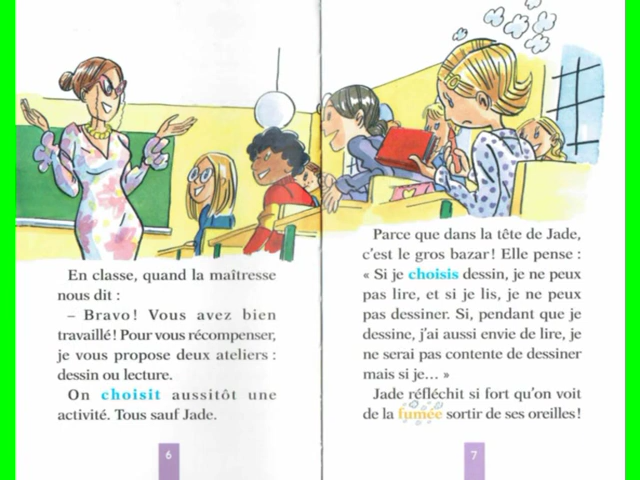 En classe, quand la maîtresse
nous dit :
– Bravo! Vous avez bien
travaillé! Pour vous récompenser,
je vous propose deux ateliers :
dessin ou lecture.
On choisit aussitôt une
activité. Tous sauf Jade.
6
Parce que dans la tête de Jade,
c'est le gros bazar! Elle pense :
« Si je choisis dessin, je ne peux
pas lire, et si je lis, je ne peux
pas dessiner. Si, pendant que je
dessine, j'ai aussi envie de lire, je
ne serai pas contente de dessiner
mais si je... »
Jade réfléchit si fort qu'on voit
de la fumée sortir de ses oreilles!
7